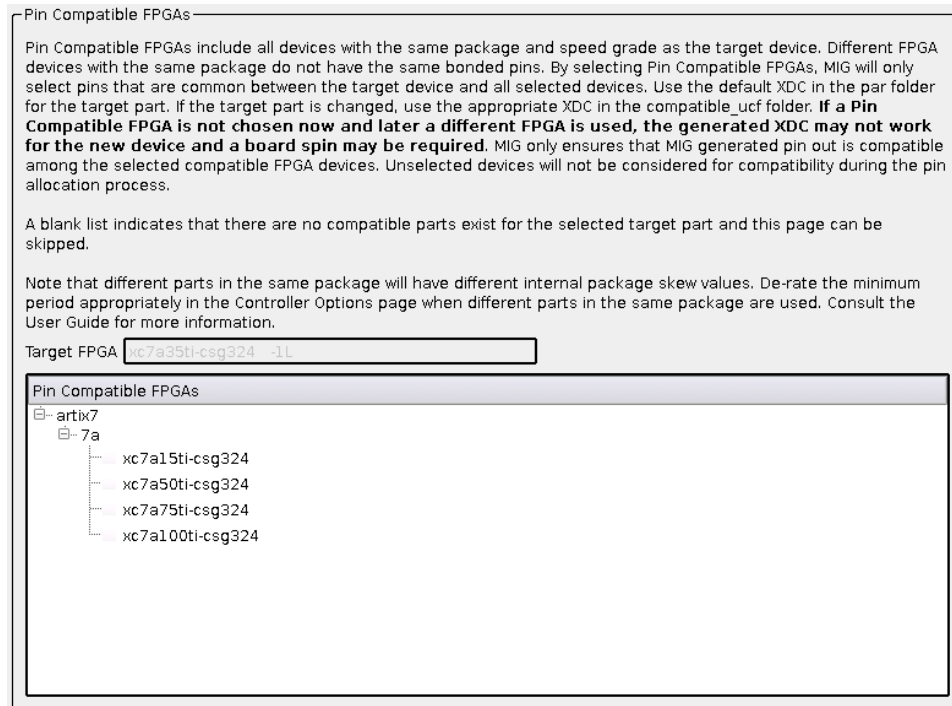 Pin Compatible FPGAs
Pin Compatible FPGAs include all devices with the same package and speed grade as the target device. Different FPGA
devices with the same package do not have the same bonded pins. By selecting Pin Compatible FPGAs, MIG will only
select pins that are common between the target device and all selected devices. Use the default XDC in the par folder
for the target part. If the target part is changed, use the appropriate XDC in the compatible_ucf folder. If a Pin
Compatible FPGA is not chosen now and later a different FPGA is used, the generated XDC may not work
for the new device and a board spin may be required. MIG only ensures that MIG generated pin out is compatible
among the selected compatible FPGA devices. Unselected devices will not be considered for compatibility during the pin
allocation process.
A blank list indicates that there are no compatible parts exist for the selected target part and this page can be
skipped.
Note that different parts in the same package will have different internal package skew values. De-rate the minimum
period appropriately in the Controller Options page when different parts in the same package are used. Consult the
User Guide for more information.
Target FPGA xc7a35ti-csg324 -1L
Pin Compatible FPGAs
artix7
7a
xc7a15ti-csg324
xc7a50ti-csg324
xc7a75ti-csg324
xc7a100ti-csg324